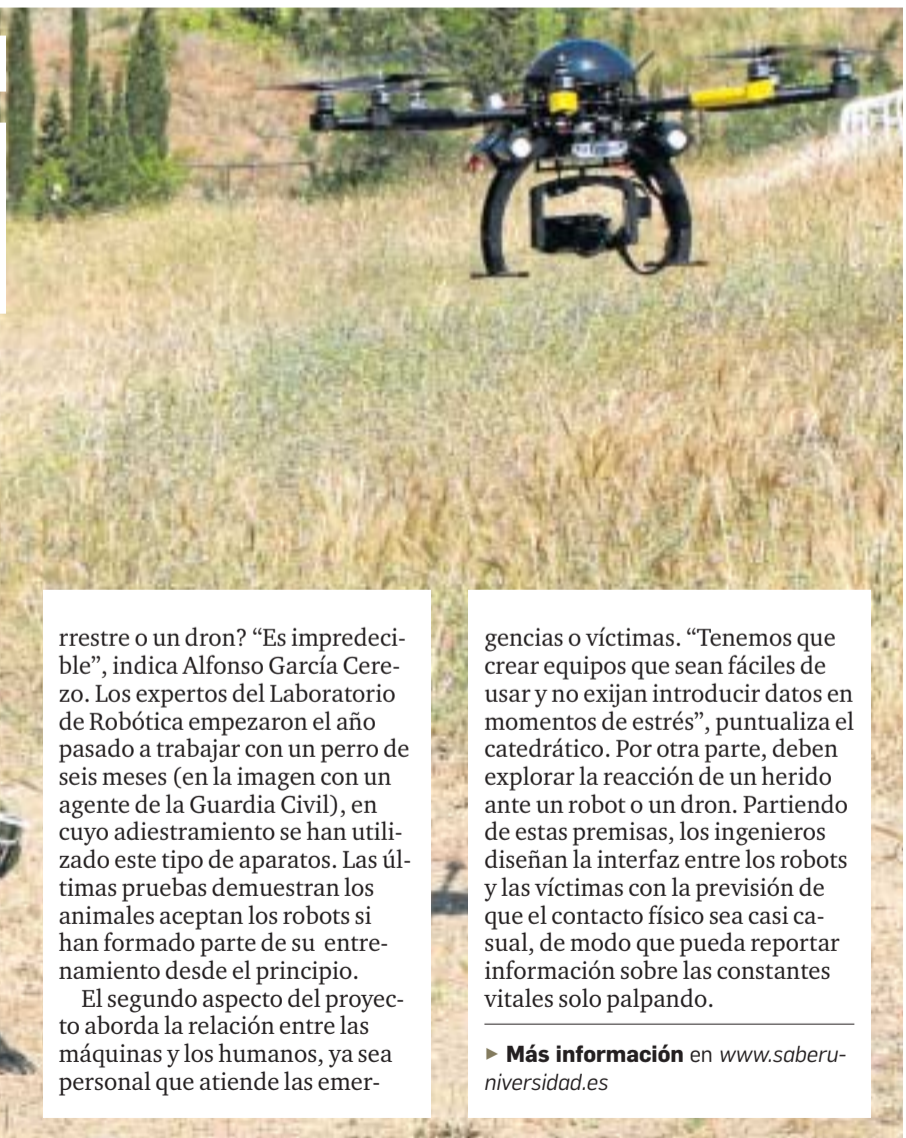 rrestre o un dron? “Es impredeci-
ble”, indica Alfonso García Cere-
zo. Los expertos del Laboratorio
de Robótica empezaron el año
pasado a trabajar con un perro de
seis meses (en la imagen con un
agente de la Guardia Civil), en
cuyo adiestramiento se han utili-
zado este tipo de aparatos. Las úl-
timas pruebas demuestran los
animales aceptan los robots si
han formado parte de su entre-
namiento desde el principio.
El segundo aspecto del proyec-
to aborda la relación entre las
máquinas y los humanos, ya sea
personal que atiende las emer-
gencias o víctimas. “Tenemos que
crear equipos que sean fáciles de
usar y no exijan introducir datos en
momentos de estrés”, puntualiza el
catedrático. Por otra parte, deben
explorar la reacción de un herido
ante un robot o un dron. Partiendo
de estas premisas, los ingenieros
diseñan la interfaz entre los robots
y las víctimas con la previsión de
que el contacto físico sea casi ca-
sual, de modo que pueda reportar
información sobre las constantes
vitales solo palpando.
▸ Más información en www.saberu-
niversidad.es